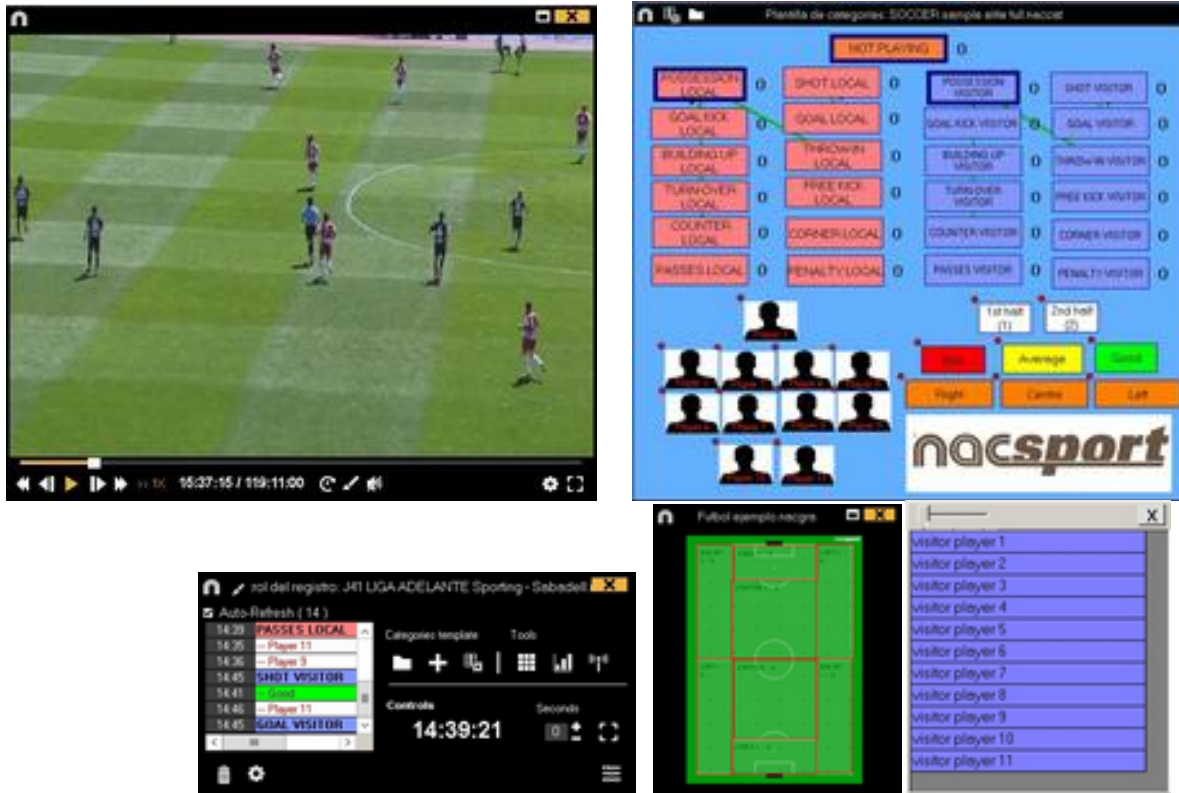 15:37:15 / 119:11:00
1X
Plantilla de categories: SOCCER sample elite full.naccat
NOT PLAYING 0
POSSESSION LOCAL 0
SHOT LOCAL 0
POSSESSION VISITOR 0
SHOT VISITOR 0
GOAL KICK LOCAL 0
GOAL LOCAL 0
GOAL KICK VISITOR 0
GOAL VISITOR 0
BUILDING UP LOCAL 0
THROW-IN LOCAL 0
BUILDING UP VISITOR 0
THROW-IN VISITOR 0
TURN-OVER LOCAL 0
FREE KICK LOCAL 0
TURN-OVER VISITOR 0
FREE KICK VISITOR 0
COUNTER LOCAL 0
CORNER LOCAL 0
COUNTER VISITOR 0
CORNER VISITOR 0
PASSES LOCAL 0
PENALTY LOCAL 0
PASSES VISITOR 0
PENALTY VISITOR 0
1st half (1)
2nd half (2)
Average
Good
Right
Centre
Left
nacsport
rol del registro: J41 LIGA ADELANTE Sporting - Sabadell
Auto-Refresh ( 14 )
14:39 PASSES LOCAL
14:35 -- Player 11
14:36 -- Player 9
14:45 SHOT VISITOR
14:41 -- Good
14:46 -- Player 11
14:45 GOAL VISITOR
Categories template
Tools
Controls
Seconds
14:39:21
0
Futbol ejemplo.nacgra
X
visitor player 1
visitor player 2
visitor player 3
visitor player 4
visitor player 5
visitor player 6
visitor player 7
visitor player 8
visitor player 9
visitor player 10
visitor player 11